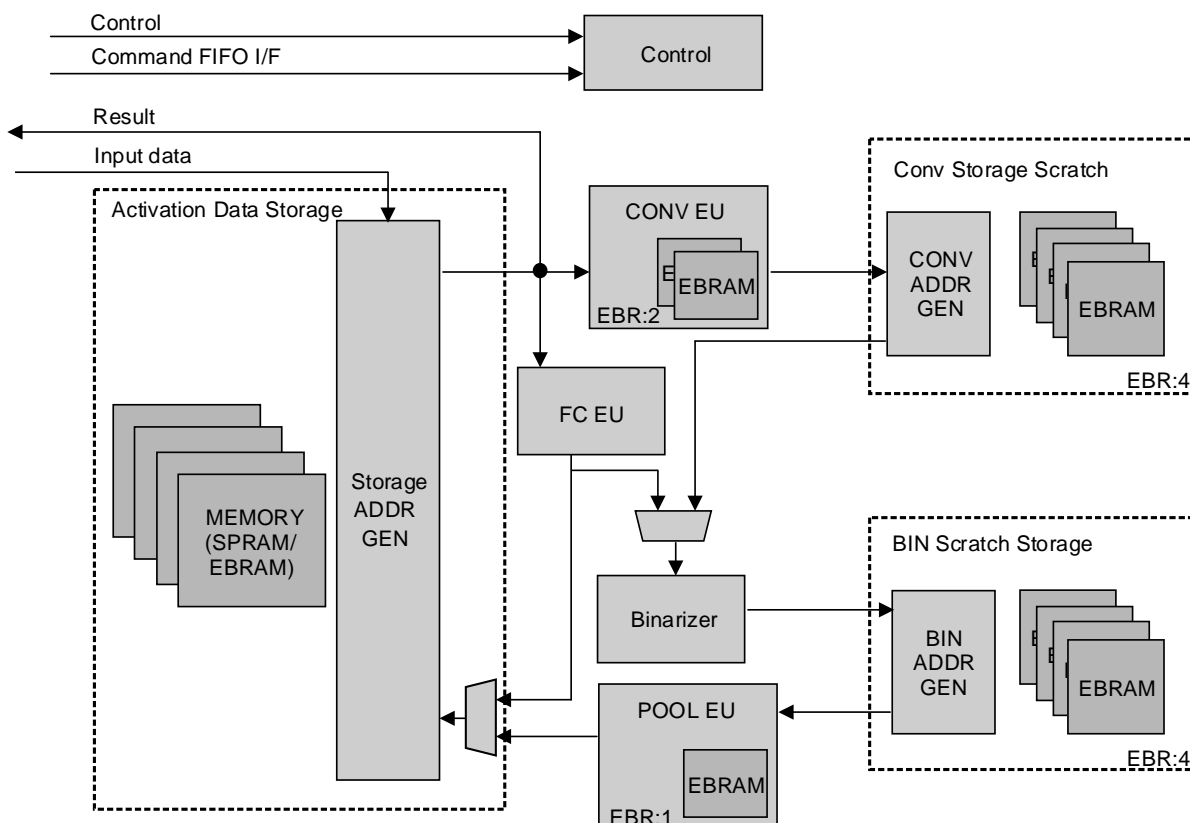 Control
Command FIFO I/F
Control
Result
Input data
Activation Data Storage
Storage
ADDR
GEN
MEMORY
(SPRAM/
EBRAM)
CONV EU
EBRAM
EBR:2
Conv Storage Scratch
CONV
ADDR
GEN
EBRAM
EBR:4
FC EU
Binarizer
BIN Scratch Storage
BIN
ADDR
GEN
EBRAM
EBR:4
POOL EU
EBRAM
EBR:1